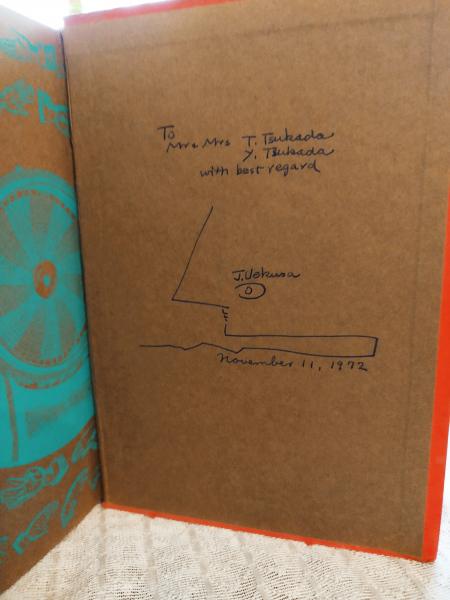 To
Mr & Mrs T. Tsukada
Y. Tsukada
with best regard
J. Uekusa
November 11, 1972